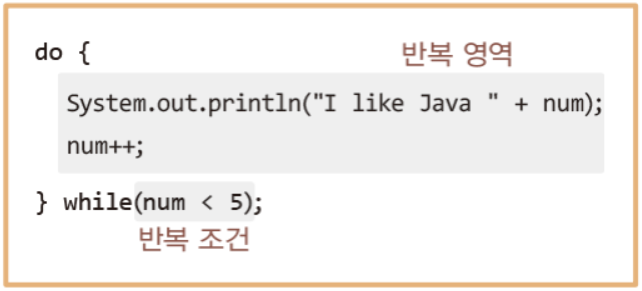 do {
반복 영역
System.out.println("I like Java " + num);
num++;
} while(num < 5);
반복 조건